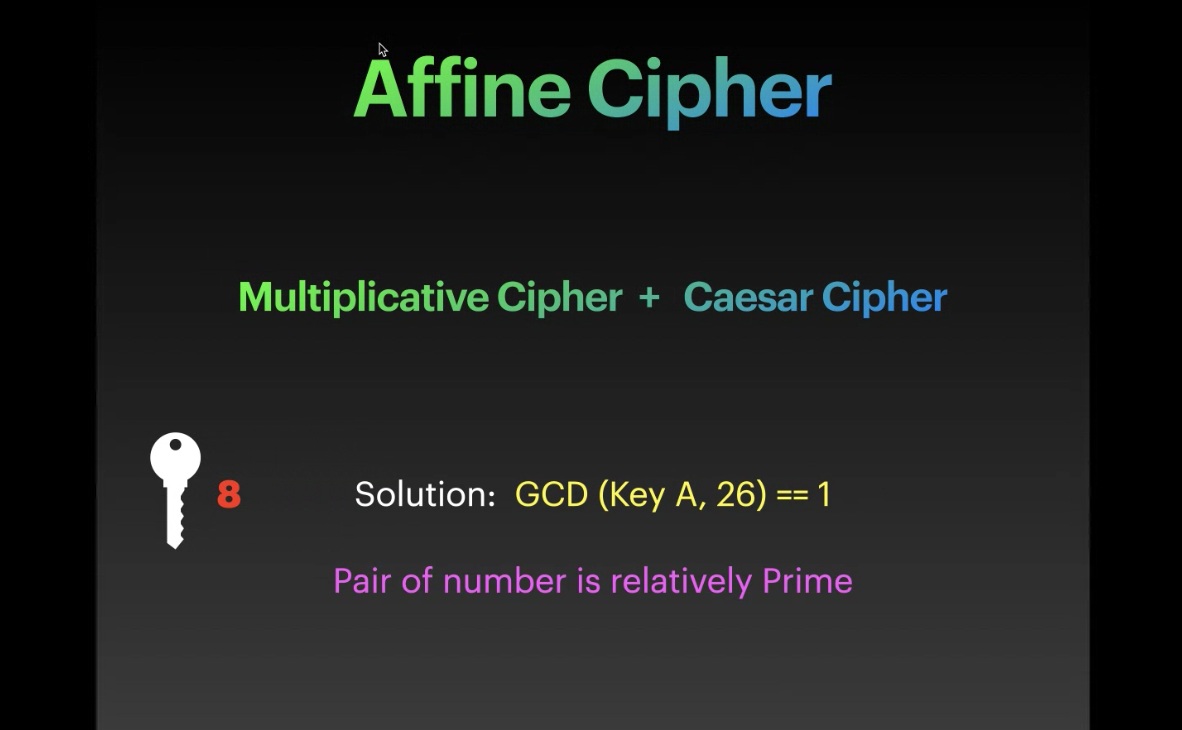 Affine Cipher
Multiplicative Cipher + Caesar Cipher
8 Solution: GCD (Key A, 26) == 1
Pair of number is relatively Prime